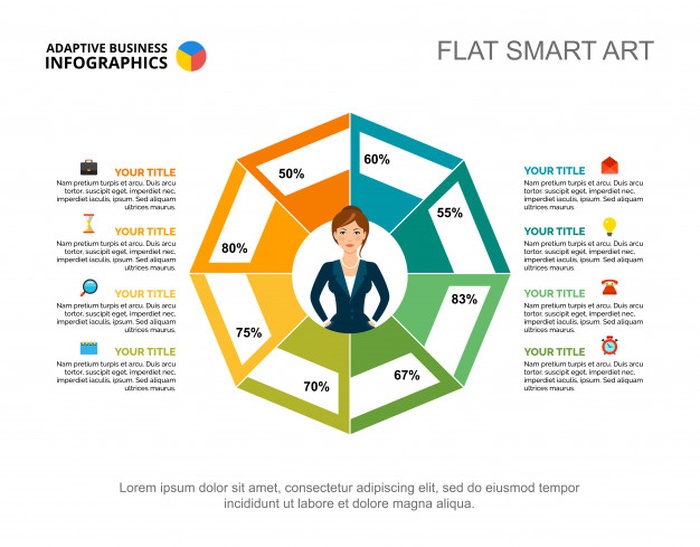 ADAPTIVE BUSINESS
INFOGRAPHICS
FLAT SMART ART
YOUR TITLE
Nam pretium turpis et arcu. Duis arcu
tortor, suscipit eget, imperdiet nec,
imperdiet iaculis, ipsum. Sed aliquam
ultrices maurus.
YOUR TITLE
Nam pretium turpis et arcu. Duis arcu
tortor, suscipit eget, imperdiet nec,
imperdiet iaculis, ipsum. Sed aliquam
ultrices maurus.
YOUR TITLE
Nam pretium turpis et arcu. Duis arcu
tortor, suscipit eget, imperdiet nec,
imperdiet iaculis, ipsum. Sed aliquam
ultrices maurus.
YOUR TITLE
Nam pretium turpis et arcu. Duis arcu
tortor, suscipit eget, imperdiet nec,
imperdiet iaculis, ipsum. Sed aliquam
ultrices maurus.
50%
60%
80%
55%
75%
83%
70%
67%
YOUR TITLE
Nam pretium turpis et arcu. Duis arcu
tortor, suscipit eget, imperdiet nec,
imperdiet iaculis, ipsum. Sed aliquam
ultrices maurus.
YOUR TITLE
Nam pretium turpis et arcu. Duis arcu
tortor, suscipit eget, imperdiet nec,
imperdiet iaculis, ipsum. Sed aliquam
ultrices maurus.
YOUR TITLE
Nam pretium turpis et arcu. Duis arcu
tortor, suscipit eget, imperdiet nec,
imperdiet iaculis, ipsum. Sed aliquam
ultrices maurus.
YOUR TITLE
Nam pretium turpis et arcu. Duis arcu
tortor, suscipit eget, imperdiet nec,
imperdiet iaculis, ipsum. Sed aliquam
ultrices maurus.
Lorem ipsum dolor sit amet, consectetur adipiscing elit, sed do eiusmod tempor
incididunt ut labore et dolore magna aliqua.